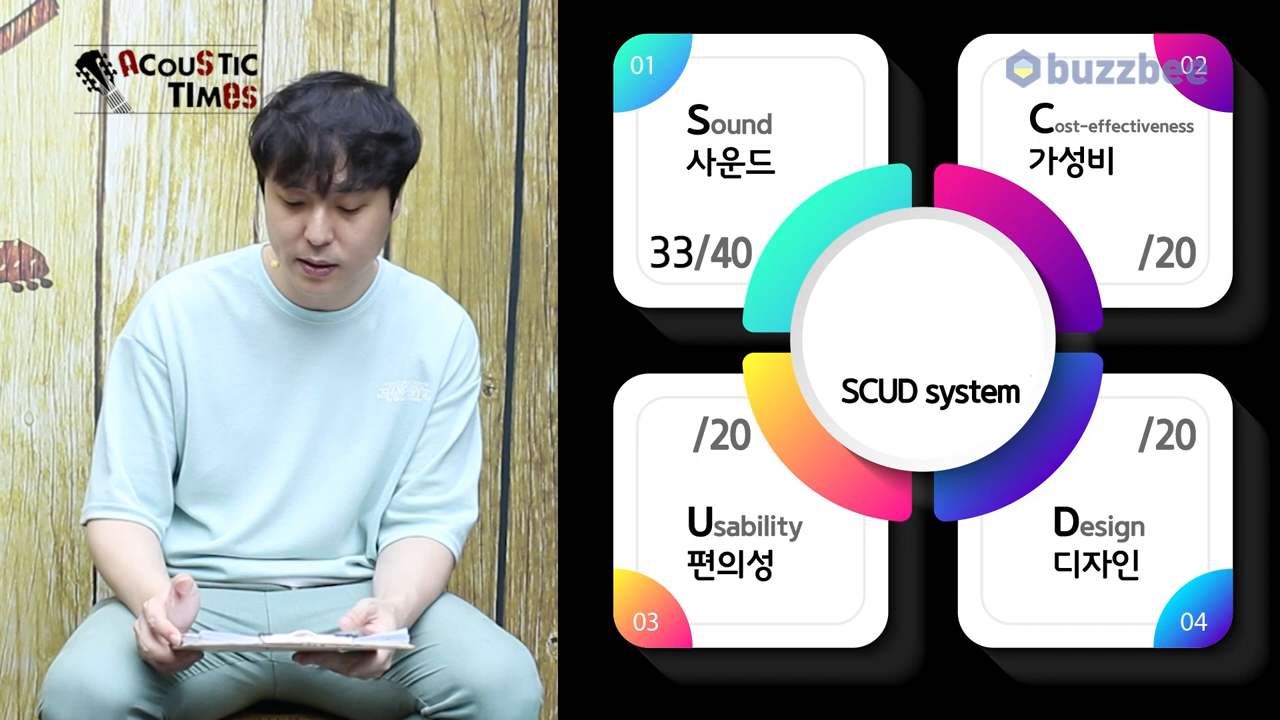 ACOUSTIC
TIMES
01
Sound
사운드
33/40
buzzbee
02
Cost-effectiveness
가성비
/20
SCUD system
/20
Usability
편의성
03
/20
Design
디자인
04